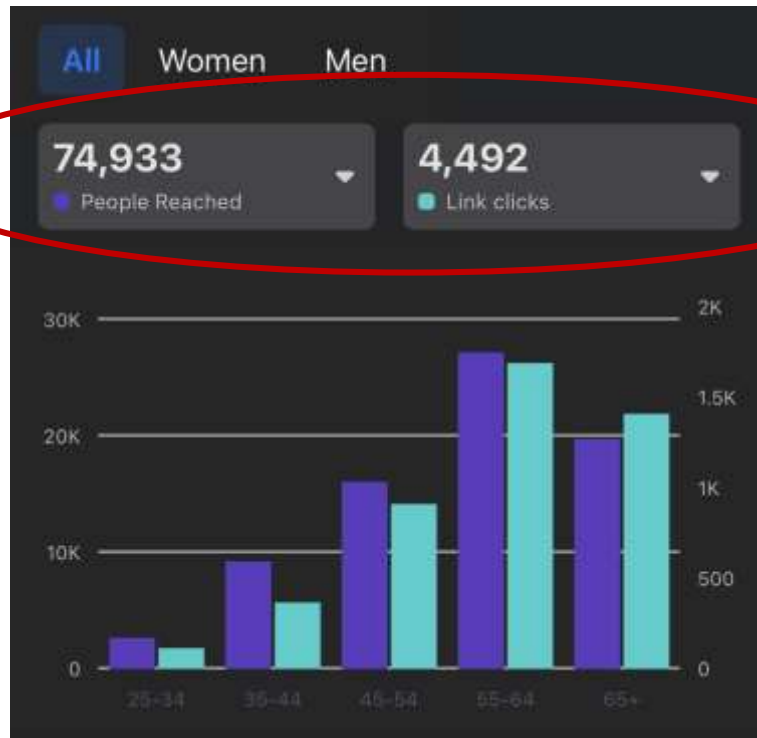 All Women Men
74,933 4,492
People Reached Link clicks
30K 2K
1.5K
20K
1K
10K
500
0 0
25-34 35-44 45-54 55-64 65+